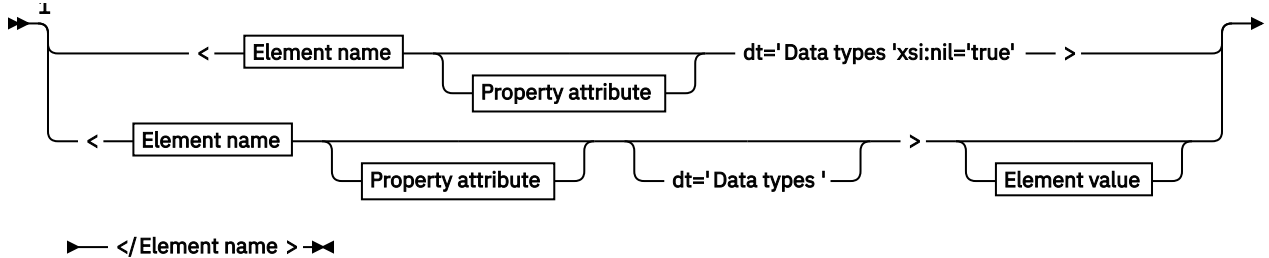 1
< Element name dt='Data types 'xsi:nil='true' >
Property attribute
< Element name >
Property attribute dt='Data types ' Element value
</Element name >